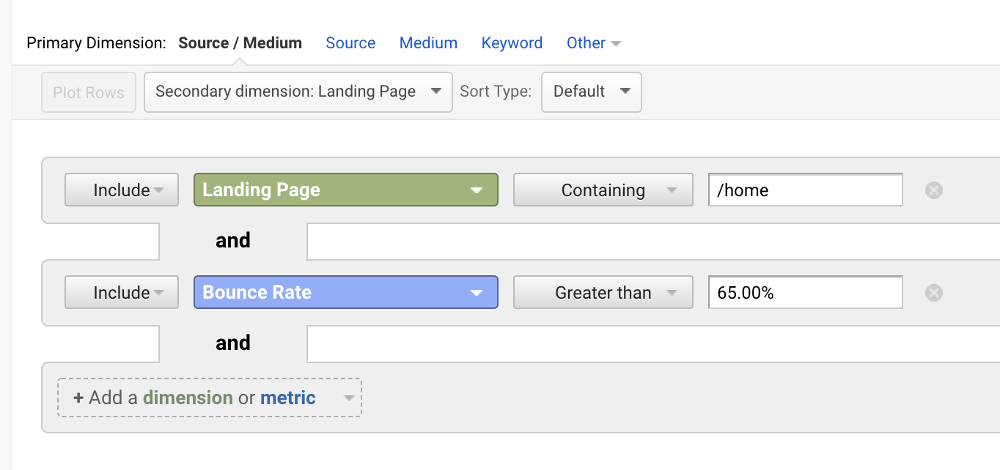 Primary Dimension: Source / Medium Source Medium Keyword Other
Plot Rows Secondary dimension: Landing Page Sort Type: Default
Include Landing Page Containing /home
and
Include Bounce Rate Greater than 65.00%
and
+ Add a dimension or metric